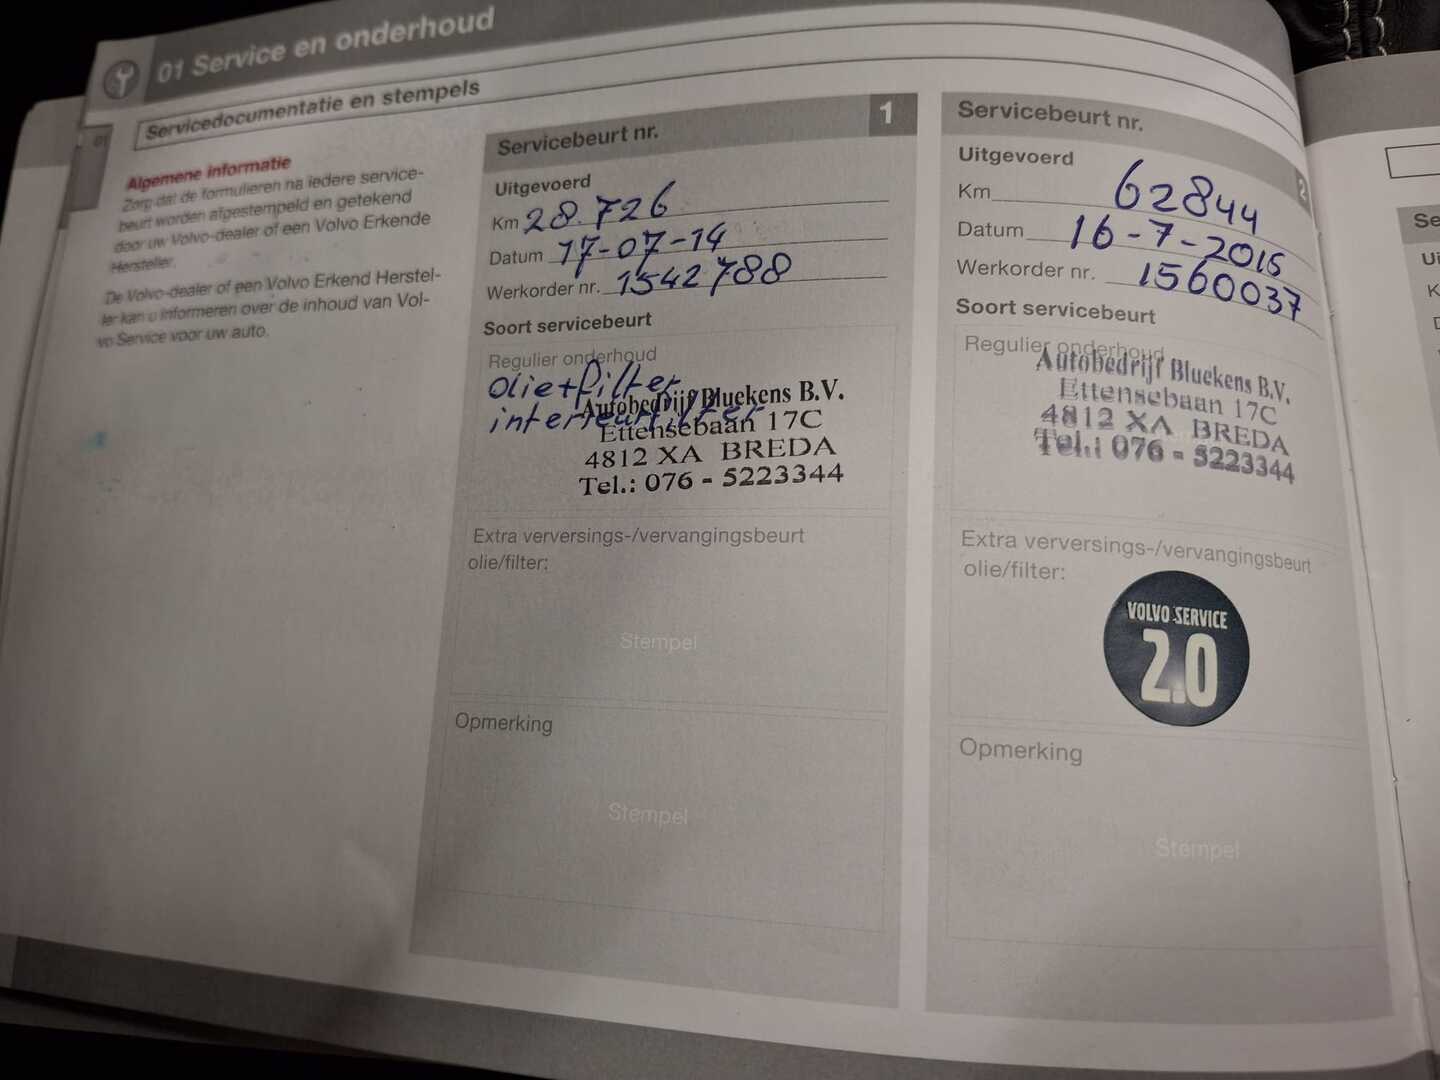 01 Service en onderhoud
01
Servicedocumentatie en stempels
Algemene informatie
Zorg dat de formulieren na iedere service-
beurt worden afgestempeld en getekend
door uw Volvo-dealer of een Volvo Erkende
Hersteller.
De Volvo-dealer of een Volvo Erkend Herstel-
ler kan u informeren over de inhoud van Vol-
vo Service voor uw auto.
Servicebeurt nr. 1
Uitgevoerd
Km 28.726
Datum 17-07-14
Werkorder nr. 1542788
Soort servicebeurt
Regulier onderhoud
olie+filter
interieurfilter
Autobedrijf Bluekens B.V.
Ettensebaan 17C
4812 XA BREDA
Tel.: 076 - 5223344
Extra verversings-/vervangingsbeurt
olie/filter:
Stempel
Opmerking
Stempel
Servicebeurt nr. 2
Uitgevoerd
Km 62844
Datum 16-7-2015
Werkorder nr. 1560037
Soort servicebeurt
Regulier onderhoud
Autobedrijf Bluekens B.V.
Ettensebaan 17C
4812 XA BREDA
Tel.: 076 - 5223344
Extra verversings-/vervangingsbeurt
olie/filter:
VOLVO SERVICE
2.0
Opmerking
Stempel
Se
Ui
K